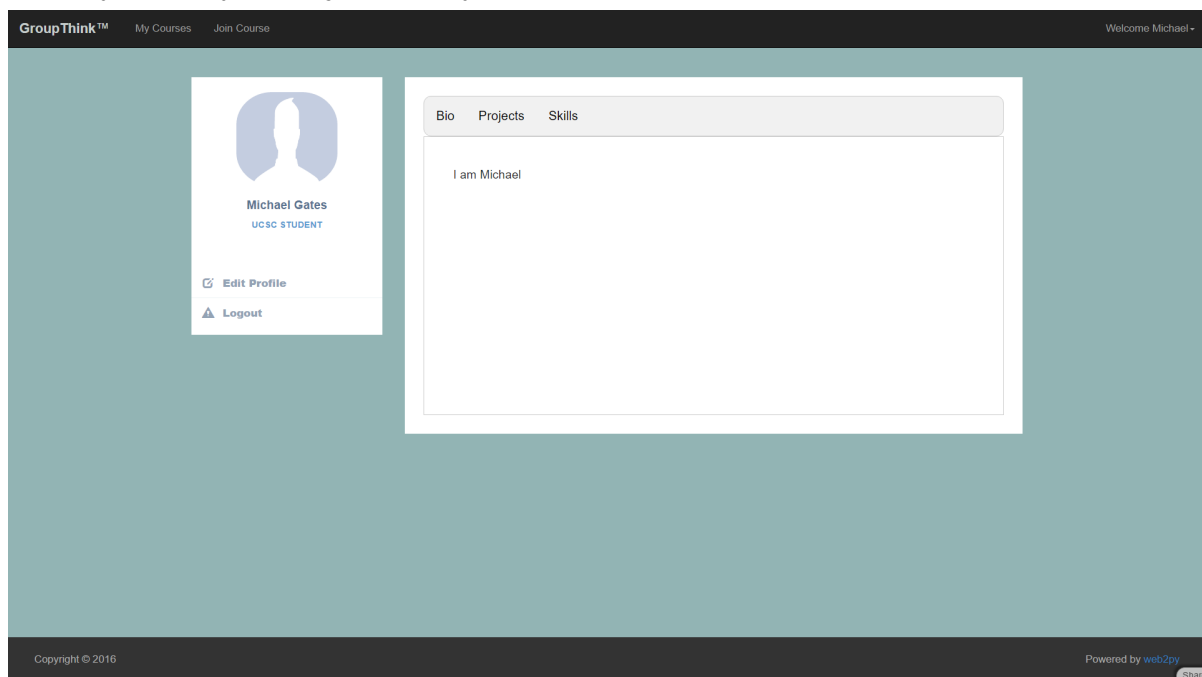 GroupThink™ My Courses Join Course Welcome Michael
Michael Gates
UCSC STUDENT
Edit Profile
Logout
Bio Projects Skills
I am Michael
Copyright © 2016 Powered by web2py